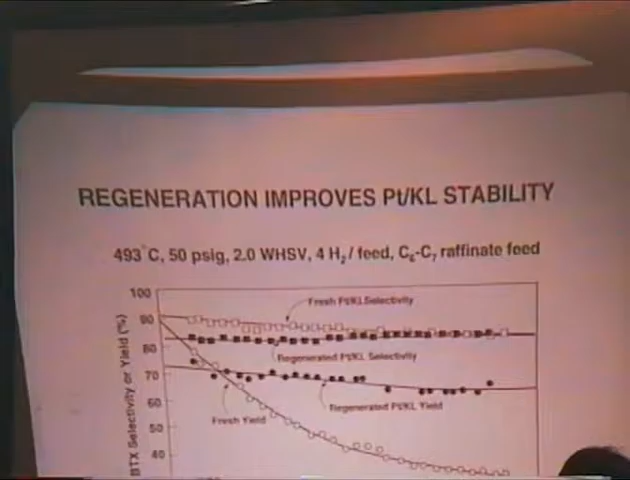 REGENERATION IMPROVES Pt/KL STABILITY
493°C, 50 psig, 2.0 WHSV, 4 H₂/ feed, C₆-C₇ raffinate feed
100
90
80
70
60
50
40
BTX Selectivity or Yield (%)
Fresh Pt/KL Selectivity
Regenerated Pt/KL Selectivity
Regenerated Pt/KL Yield
Fresh Yield